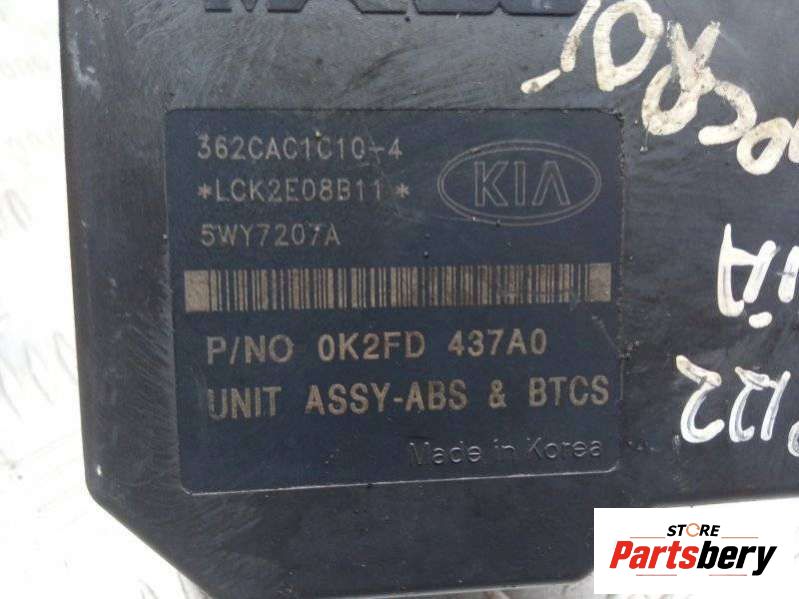 362CAC1C10-4
*LCK2E08B11*
KIA
5WY7207A
P/NO 0K2FD 437A0
UNIT ASSY-ABS & BTCS
Made in Korea
STORE
Partsbery